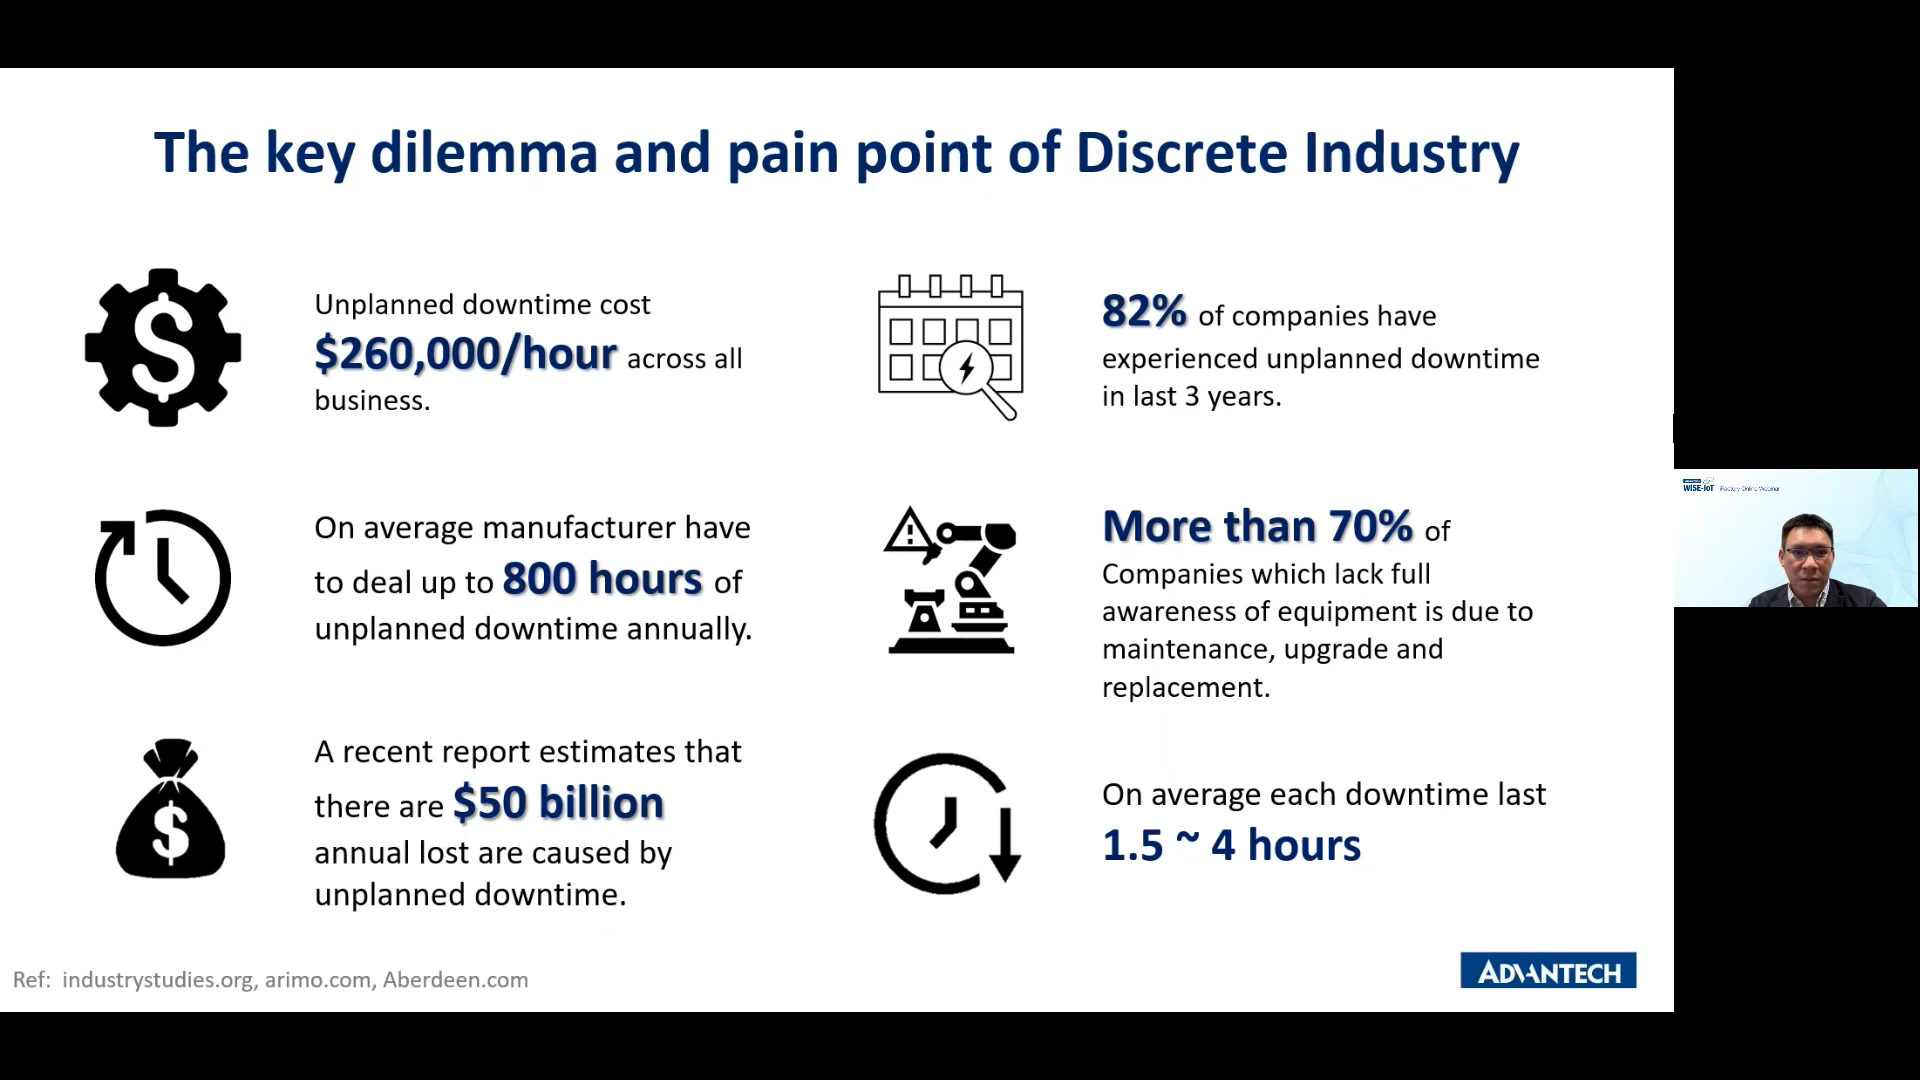 The key dilemma and pain point of Discrete Industry
Unplanned downtime cost
$260,000/hour across all
business.
82% of companies have
experienced unplanned downtime
in last 3 years.
On average manufacturer have
to deal up to 800 hours of
unplanned downtime annually.
More than 70% of
Companies which lack full
awareness of equipment is due to
maintenance, upgrade and
replacement.
A recent report estimates that
there are $50 billion
annual lost are caused by
unplanned downtime.
On average each downtime last
1.5 ~ 4 hours
Ref: industrystudies.org, arimo.com, Aberdeen.com
ADVANTECH
WISE-IoT iFactory Online Webinar